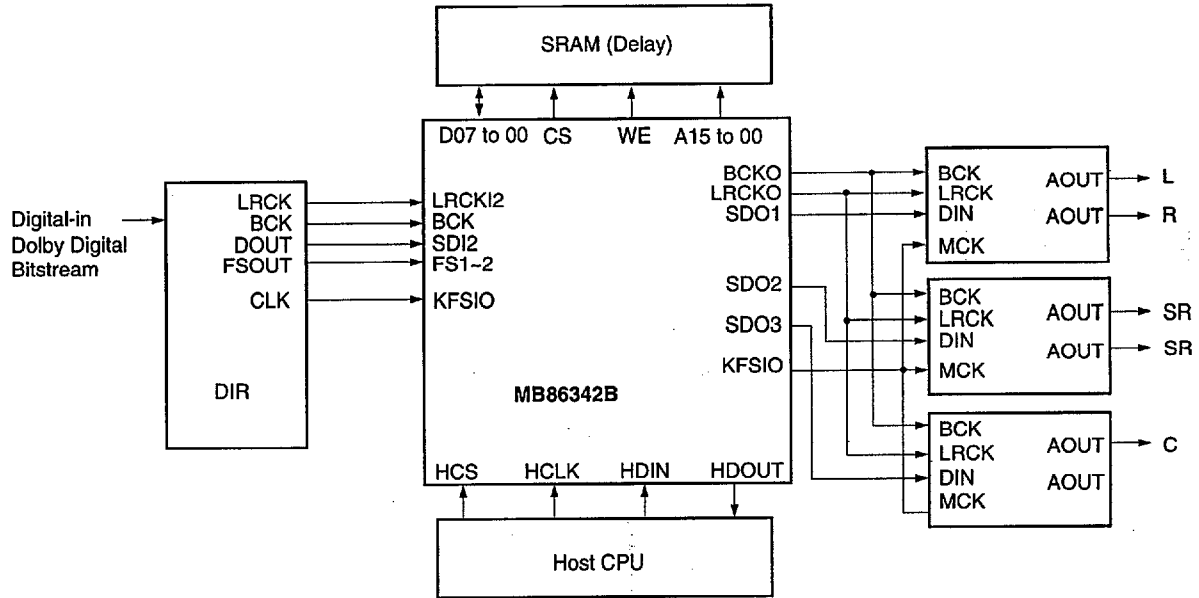 SRAM (Delay)
D07 to 00 CS WE A15 to 00
Digital-in
Dolby Digital
Bitstream
LRCK
BCK
DOUT
FSOUT
CLK
DIR
LRCKI2
BCK
SDI2
FS1~2
KFSIO
MB86342B
BCKO
LRCKO
SDO1
SDO2
SDO3
KFSIO
HCS HCLK HDIN HDOUT
Host CPU
BCK
LRCK
DIN
MCK
AOUT
AOUT
L
R
BCK
LRCK
DIN
MCK
AOUT
AOUT
SR
SR
BCK
LRCK
DIN
MCK
AOUT
AOUT
C